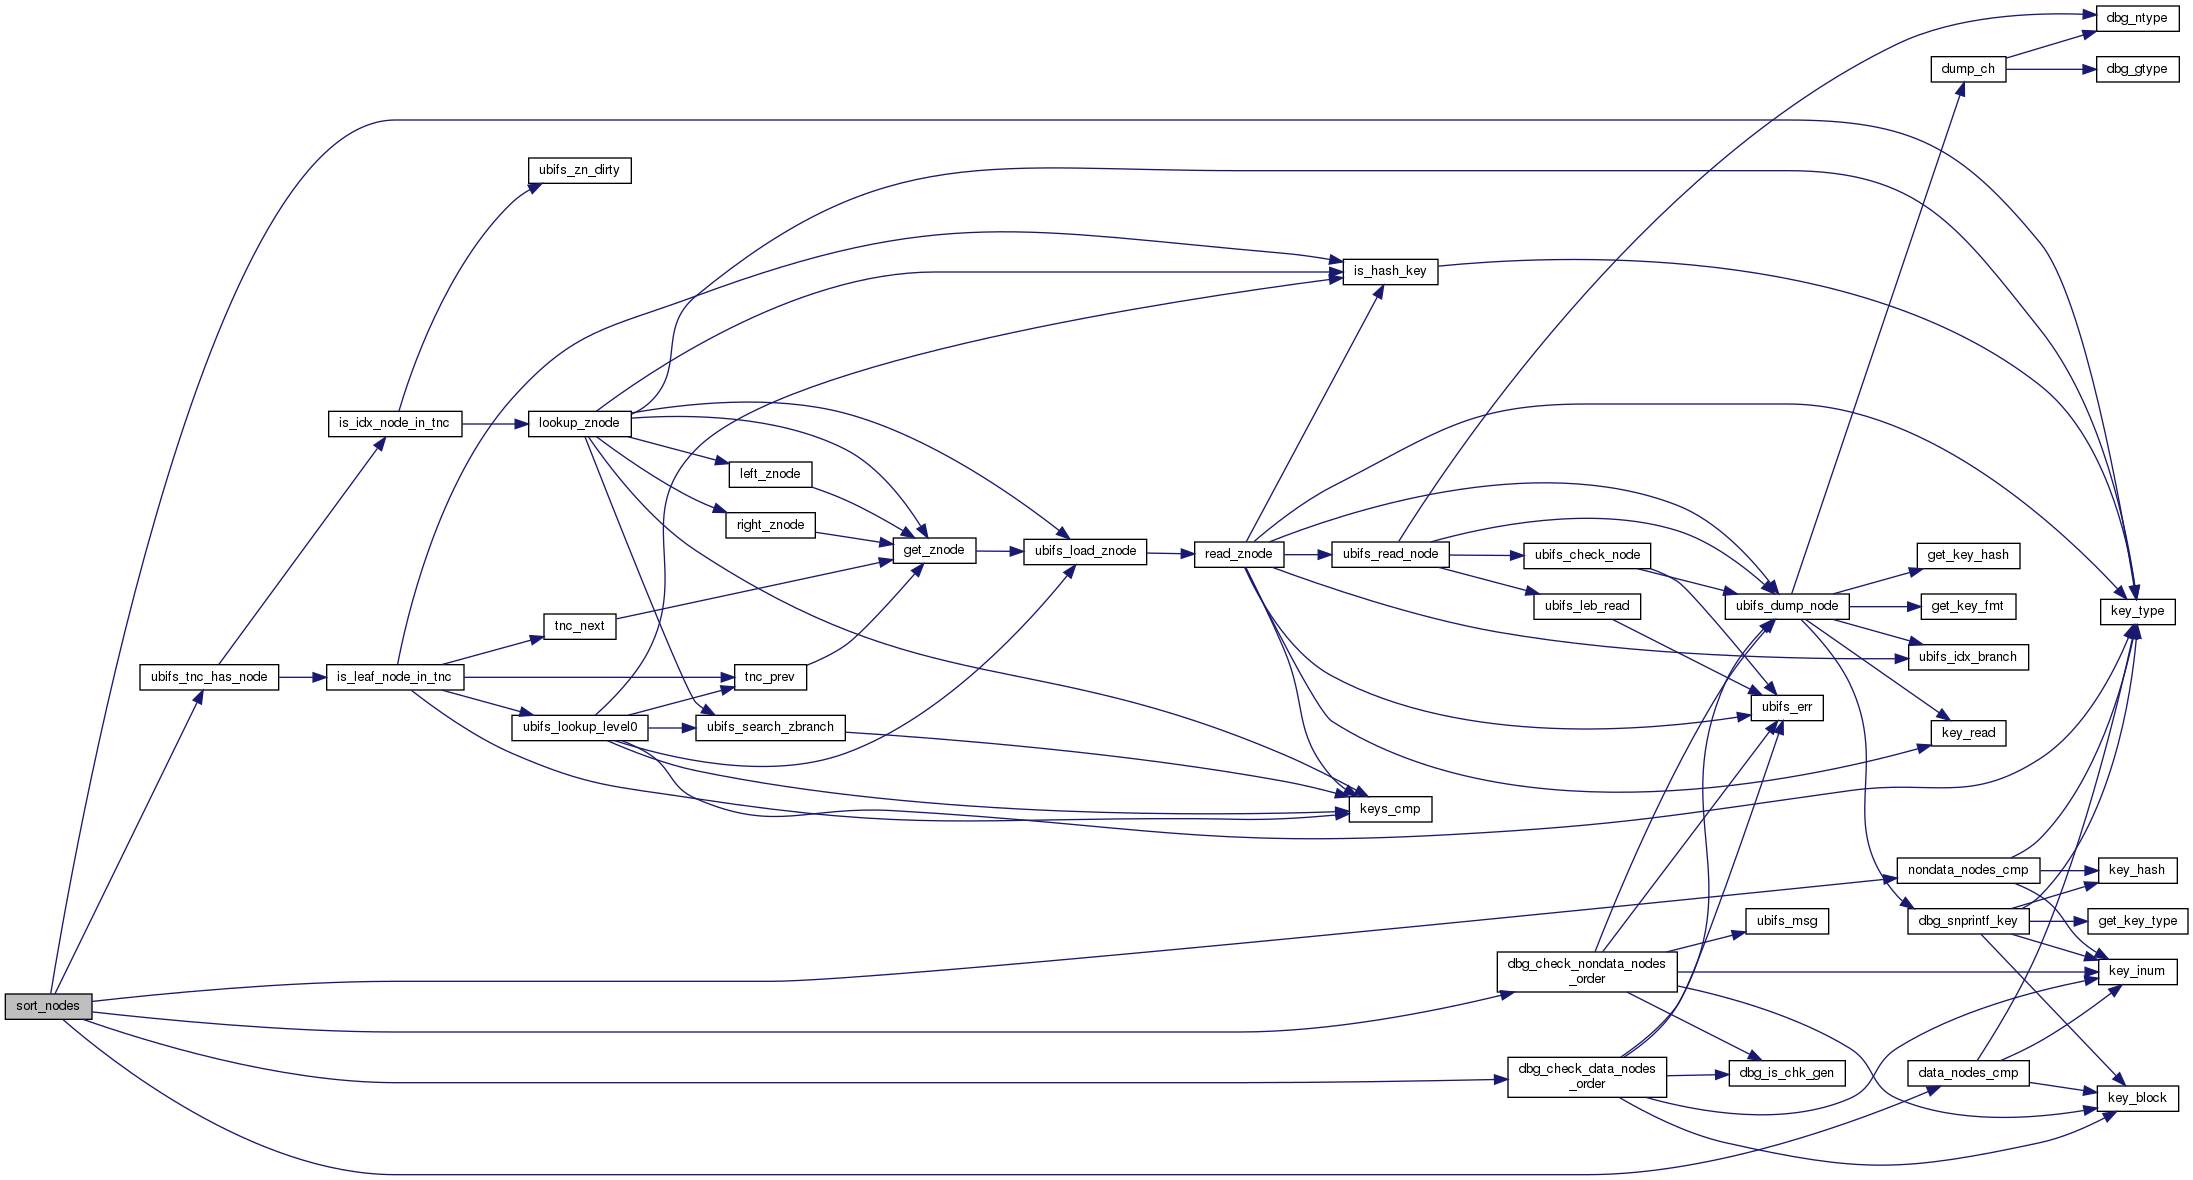 dbg_ntype
dump_ch
dbg_gtype
ubifs_zn_dirty
is_hash_key
is_idx_node_in_tnc
lookup_znode
left_znode
right_znode
get_znode
ubifs_load_znode
read_znode
ubifs_read_node
ubifs_check_node
get_key_hash
ubifs_leb_read
ubifs_dump_node
get_key_fmt
key_type
tnc_next
ubifs_idx_branch
ubifs_tnc_has_node
is_leaf_node_in_tnc
tnc_prev
ubifs_err
ubifs_lookup_level0
ubifs_search_zbranch
key_read
keys_cmp
nondata_nodes_cmp
key_hash
ubifs_msg
dbg_snprintf_key
get_key_type
dbg_check_nondata_nodes
_order
key_inum
sort_nodes
dbg_check_data_nodes
_order
dbg_is_chk_gen
data_nodes_cmp
key_block